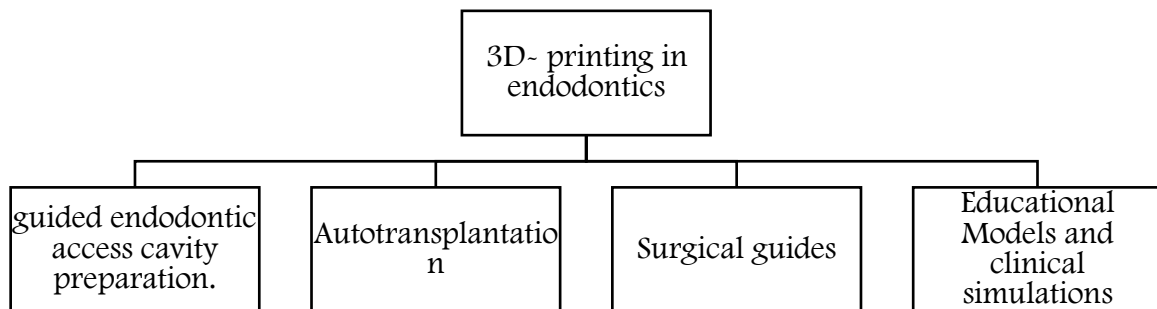 3D- printing in
endodontics
guided endodontic
access cavity
preparation.
Autotransplantatio
n
Surgical guides
Educational
Models and
clinical
simulations